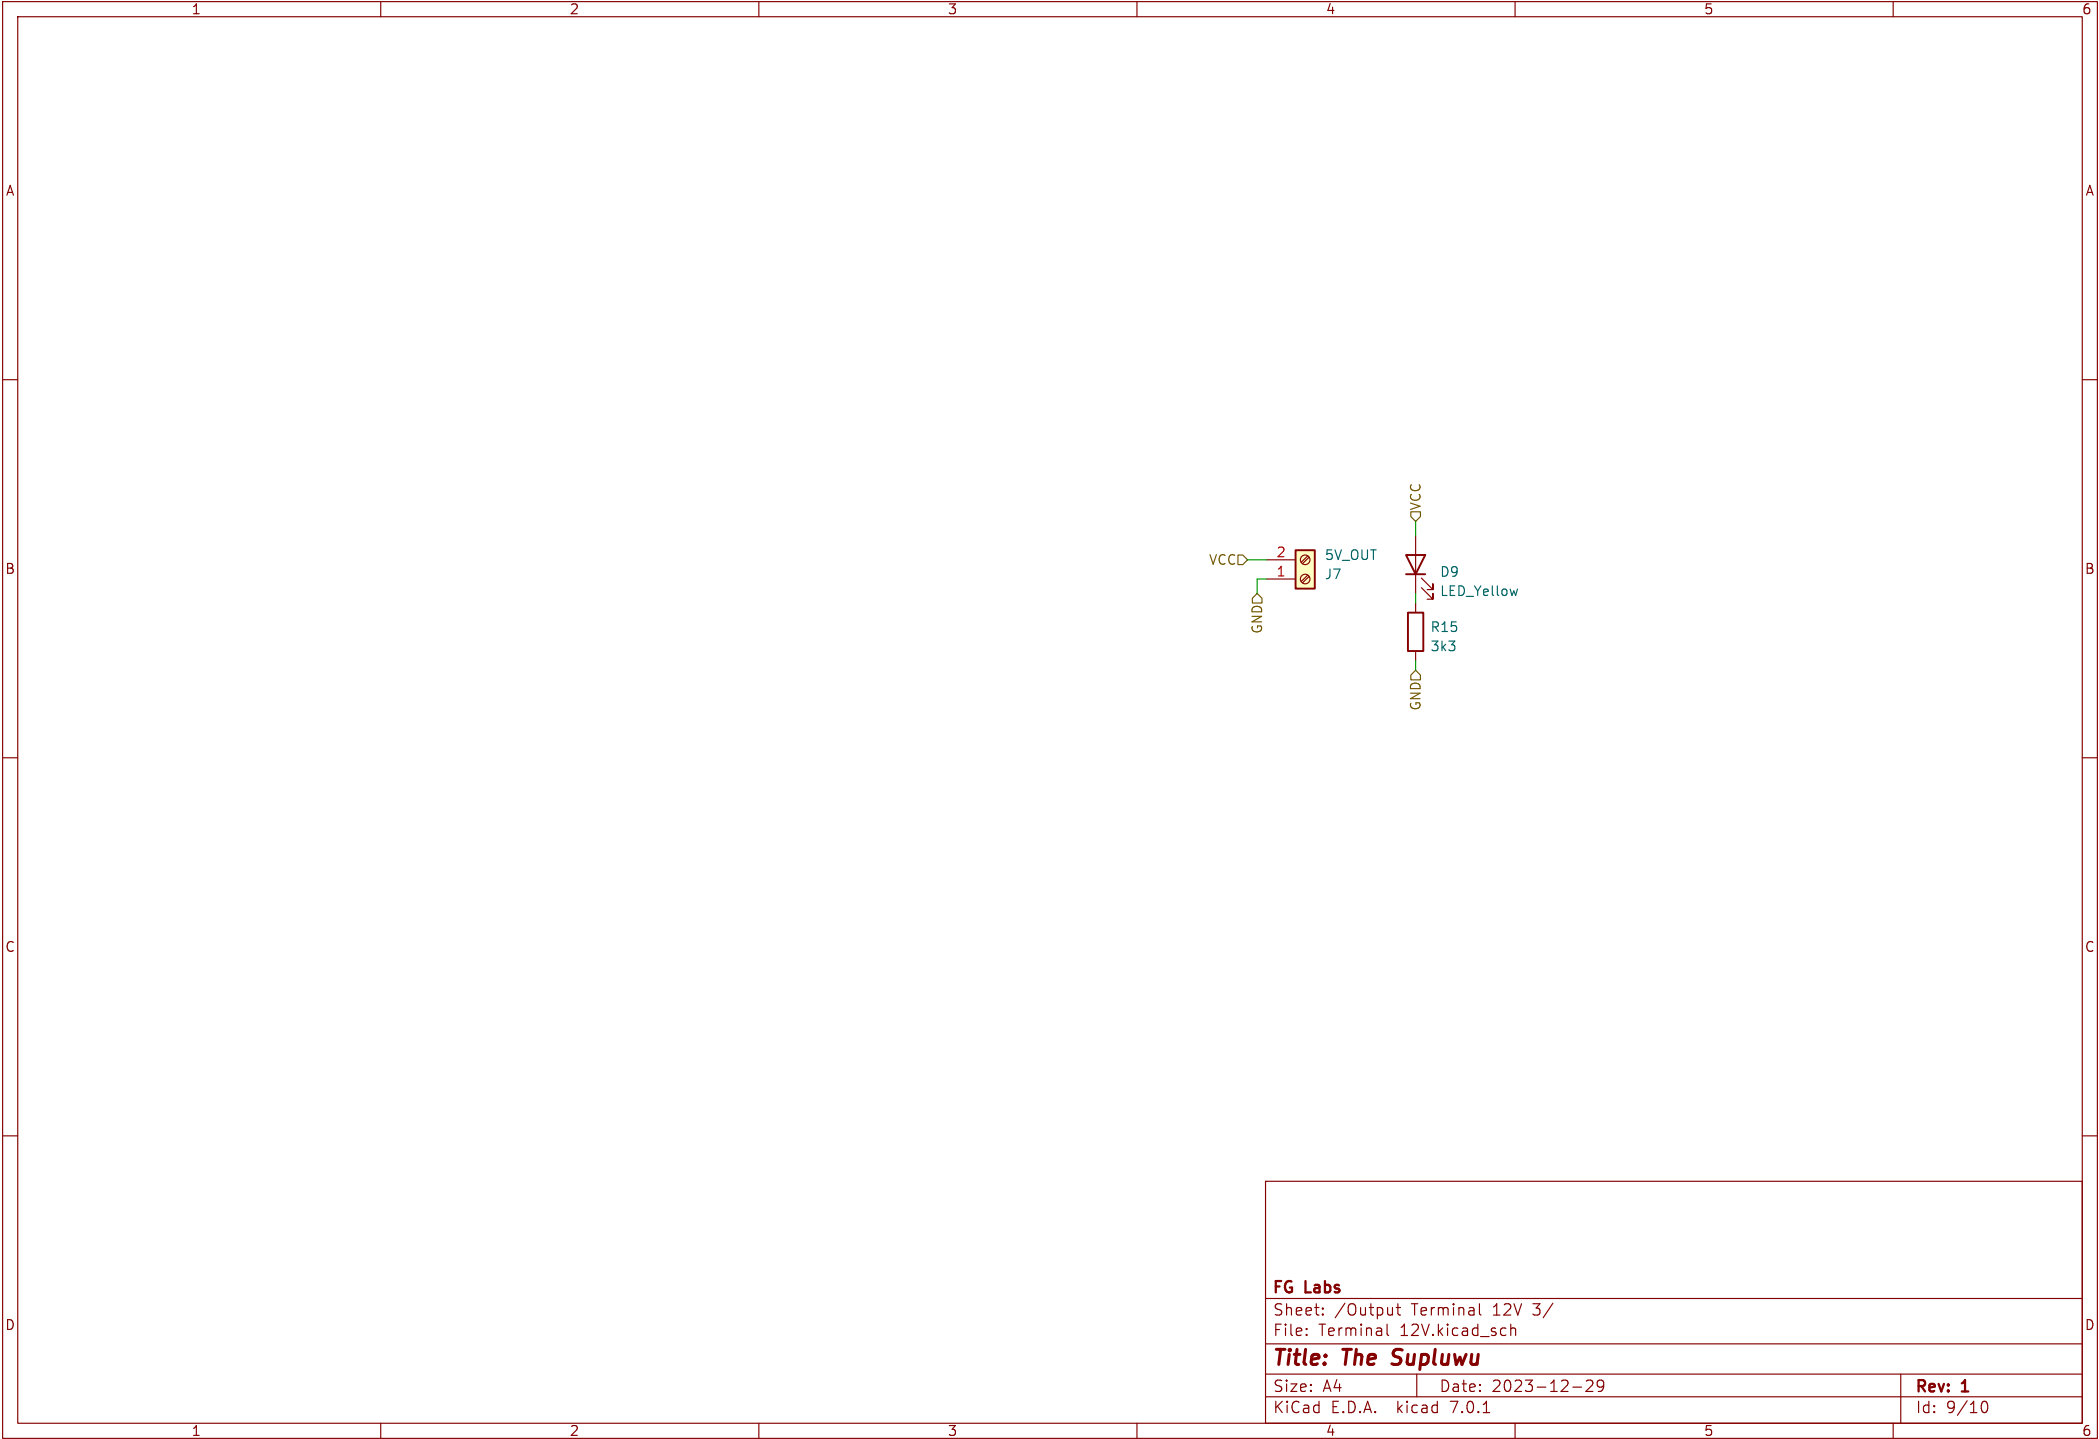 1 2 3 4 5 6
A A
VCC
VCC 2 5V_OUT
1 J7
GND
B B
D9
LED_Yellow
R15
3k3
GND
C C
FG Labs
Sheet: /Output Terminal 12V 3/
File: Terminal 12V.kicad_sch
D D
Title: The Supluwu
Size: A4 Date: 2023-12-29 Rev: 1
KiCad E.D.A. kicad 7.0.1 Id: 9/10
1 2 3 4 5 6